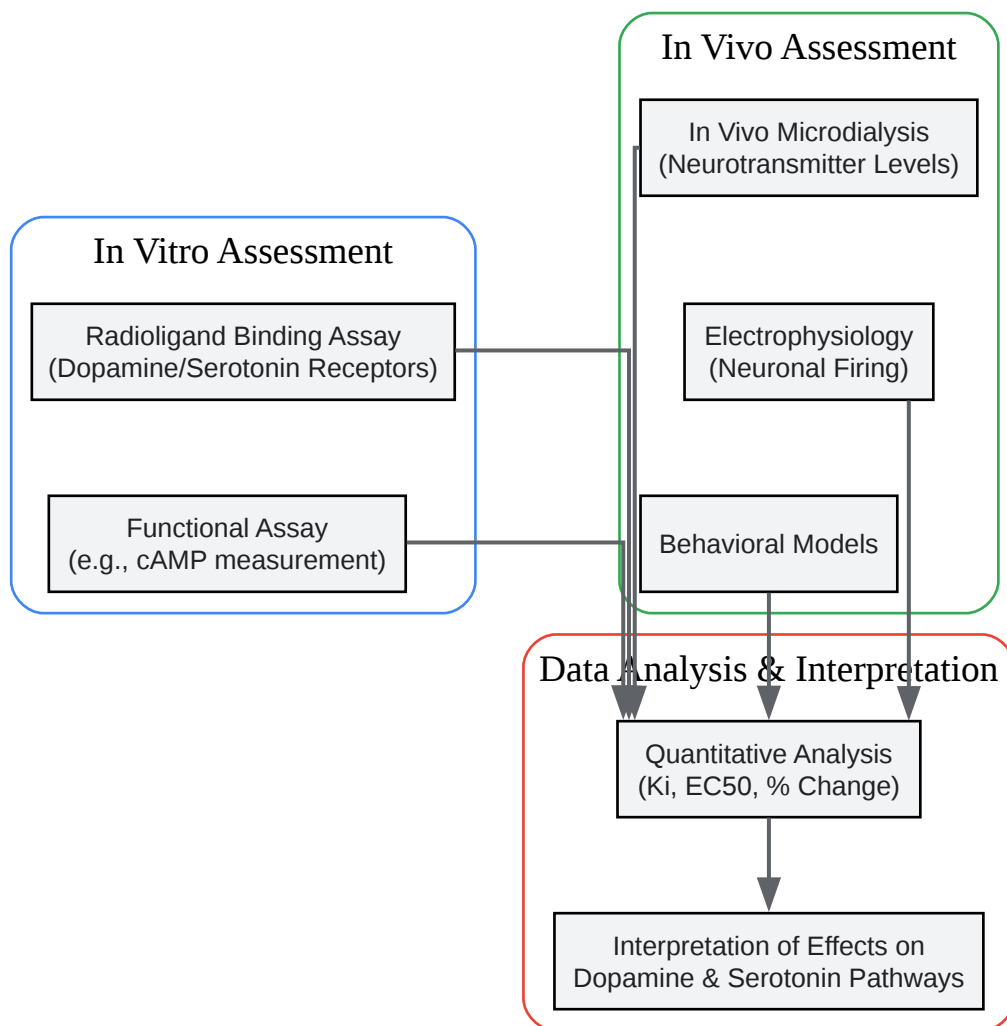 In Vivo Assessment
In Vivo Microdialysis
(Neurotransmitter Levels)
In Vitro Assessment
Radioligand Binding Assay
(Dopamine/Serotonin Receptors)
Electrophysiology
(Neuronal Firing)
Functional Assay
(e.g., cAMP measurement)
Behavioral Models
Data Analysis & Interpretation
Quantitative Analysis
(Ki, EC50, % Change)
Interpretation of Effects on
Dopamine & Serotonin Pathways